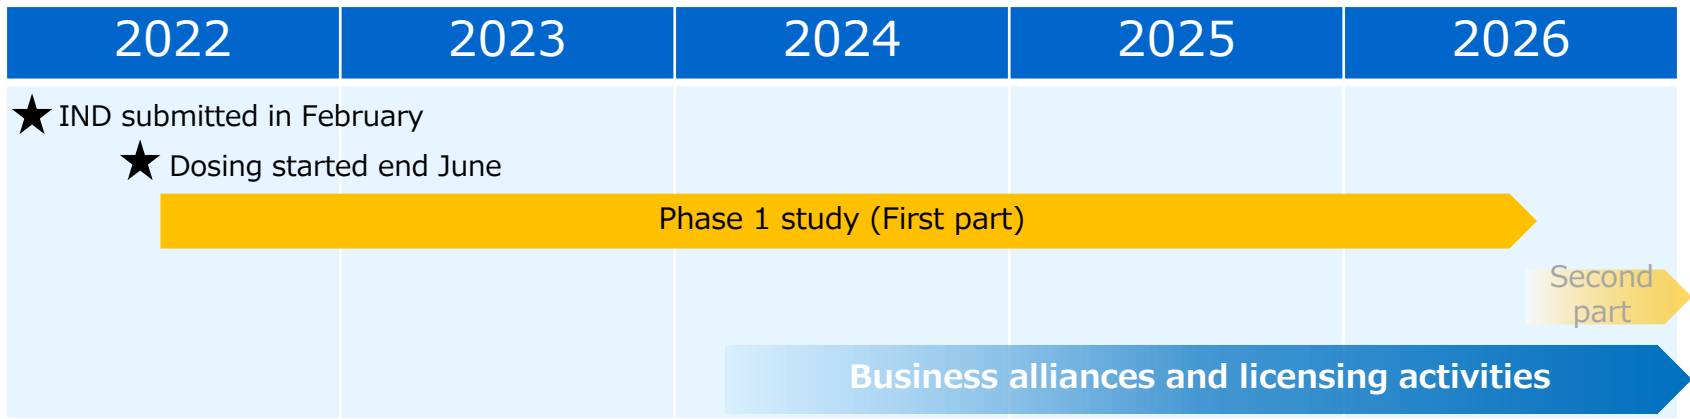 2022 2023 2024 2025 2026
★ IND submitted in February
★ Dosing started end June
Phase 1 study (First part)
Second
part
Business alliances and licensing activities